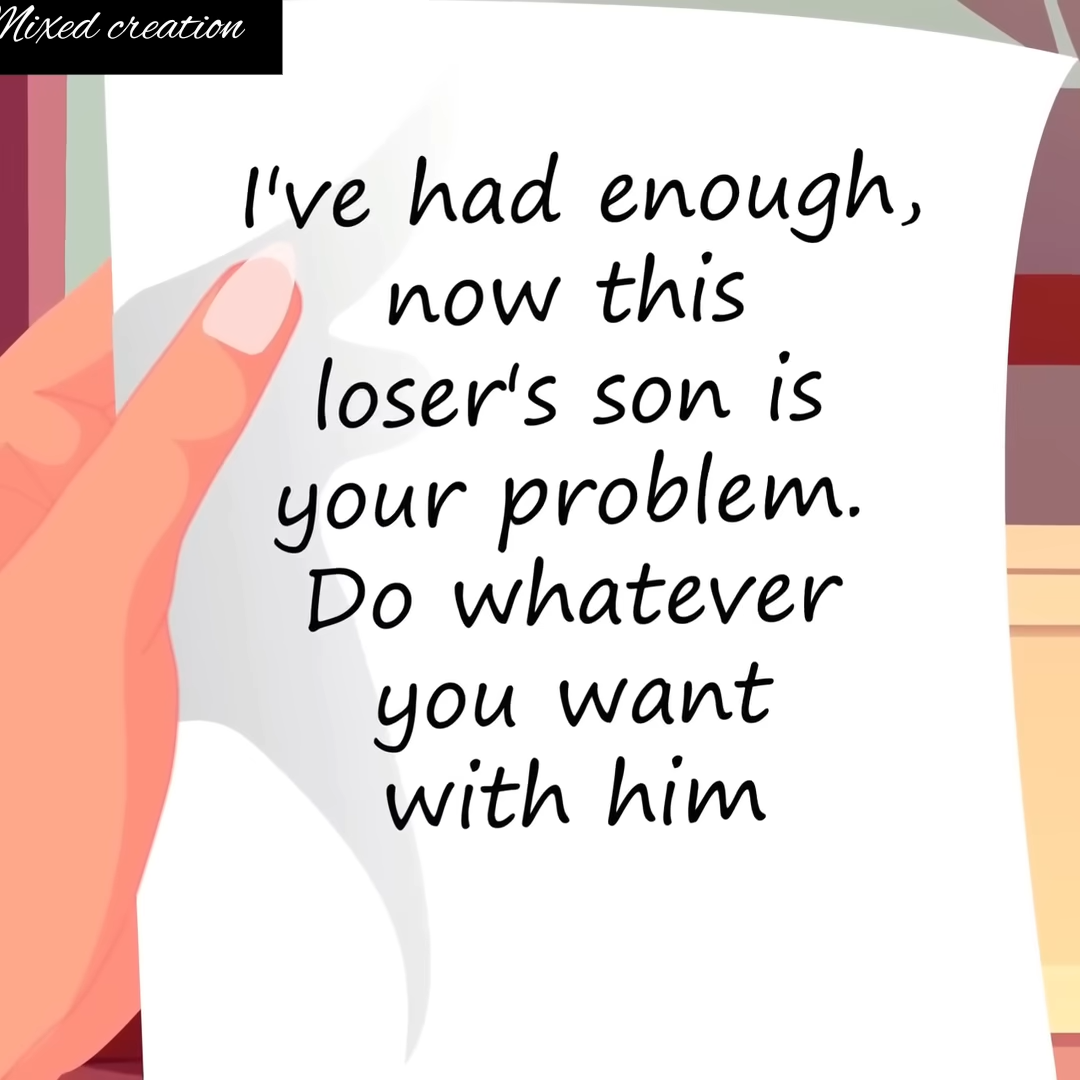 Mixed creation
I've had enough,
now this
loser's son is
your problem.
Do whatever
you want
with him